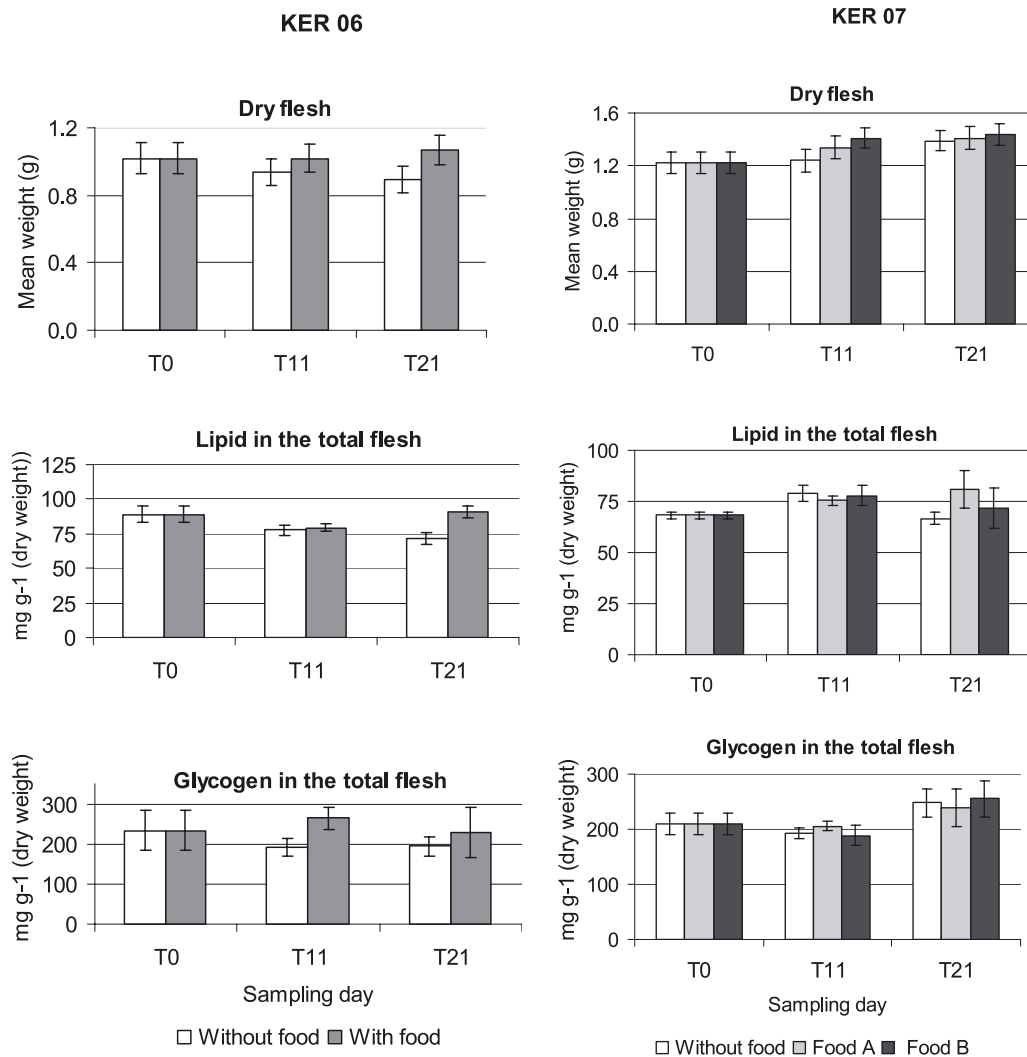 KER 06
Dry flesh
Mean weight (g)
1.2
0.8
0.4
0.0
T0 T11 T21
Lipid in the total flesh
mg g-1 (dry weight))
125
100
75
50
25
0
T0 T11 T21
Glycogen in the total flesh
mg g-1 (dry weight)
300
200
100
0
T0 T11 T21
Sampling day
Without food With food
KER 07
Dry flesh
Mean weight (g)
1.6
1.2
0.8
0.4
0.0
T0 T11 T21
Lipid in the total flesh
mg g-1 (dry weight)
100
75
50
25
0
T0 T11 T21
Glycogen in the total flesh
mg g-1 (dry weight)
300
200
100
0
T0 T11 T21
Sampling day
Without food Food A Food B